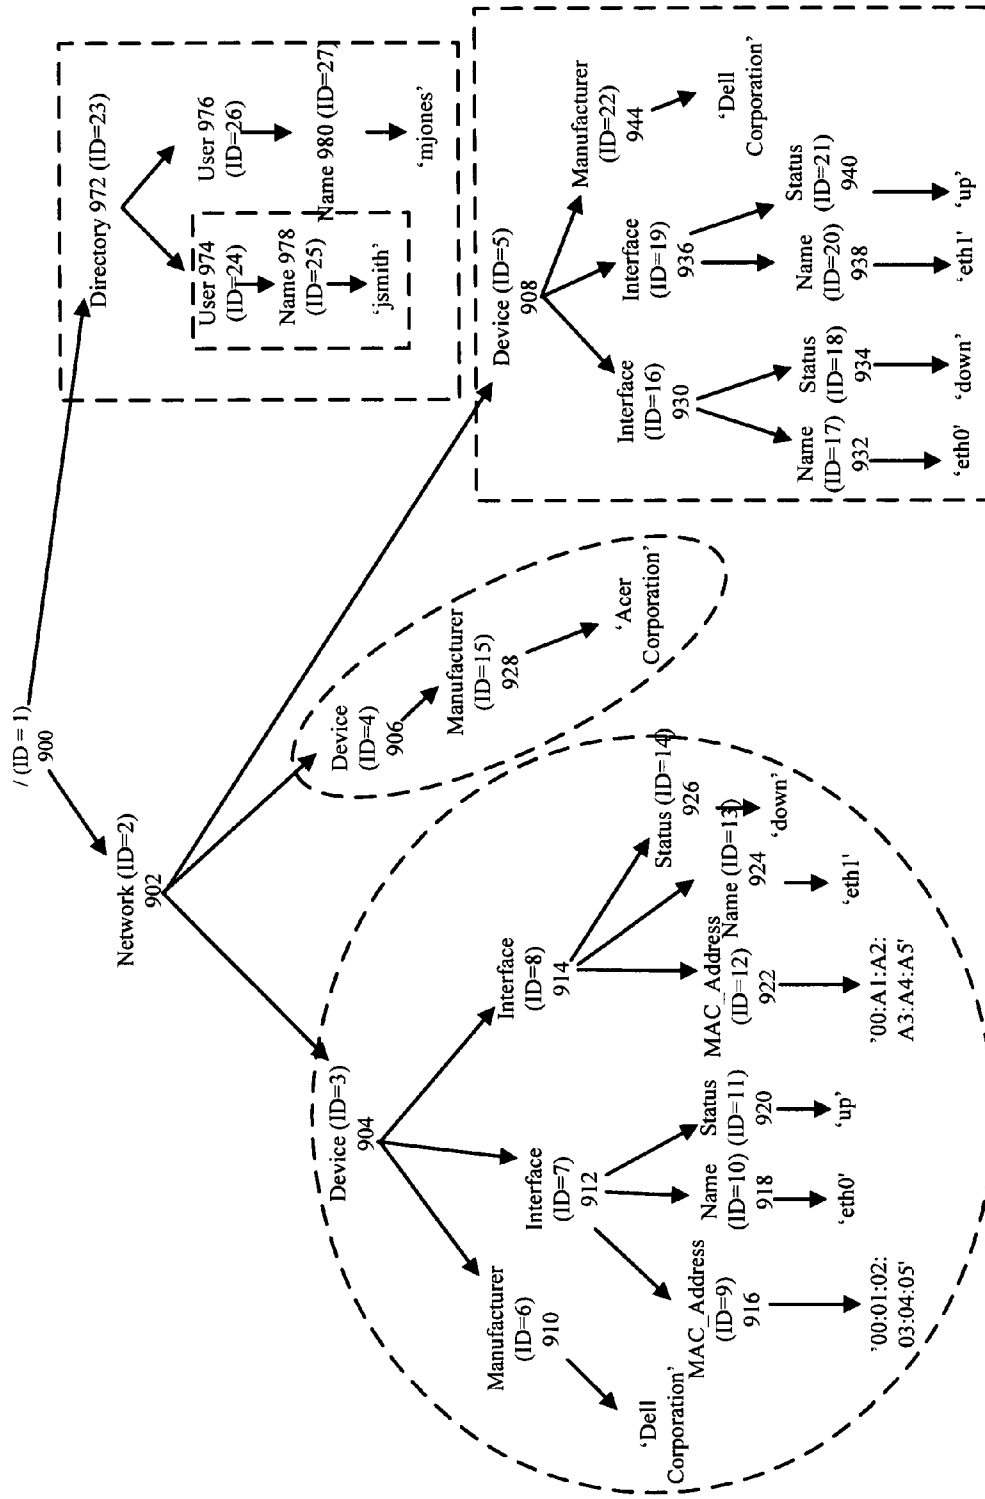 / (ID = 1)
900
Network (ID=2)
902
Directory 972 (ID=23)
User 974
(ID=24)
Name 978
(ID=25)
‘jsmith’
User 976
(ID=26)
Name 980 (ID=27)
‘mjones’
Device (ID=3)
904
Manufacturer
(ID=6)
910
‘Dell
Corporation’
Interface
(ID=7)
912
MAC_Address
(ID=9)
916
'00:01:02:
03:04:05'
Name
(ID=10)
918
‘eth0'
Status
(ID=11)
920
‘up’
Interface
(ID=8)
914
MAC_Address
(ID=12)
922
'00:A1:A2:
A3:A4:A5'
Name (ID=13)
924
‘eth1'
Status (ID=14)
926
‘down’
Device
(ID=4)
906
Manufacturer
(ID=15)
928
‘Acer
Corporation’
Device (ID=5)
908
Interface
(ID=16)
930
Name
(ID=17)
932
‘eth0'
Status
(ID=18)
934
‘down’
Interface
(ID=19)
936
Name
(ID=20)
938
‘eth1'
Status
(ID=21)
940
‘up’
Manufacturer
(ID=22)
944
‘Dell
Corporation’